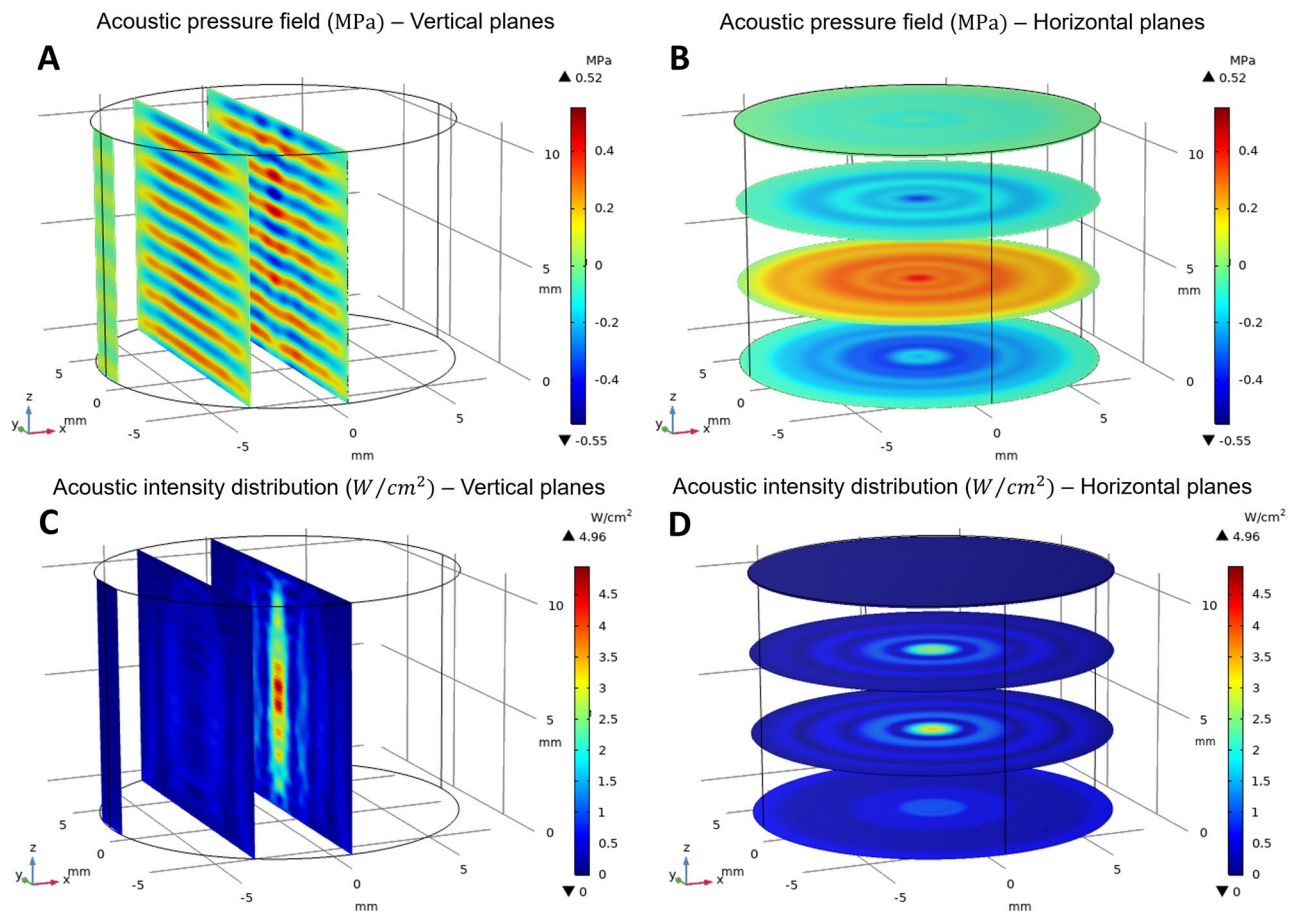 Acoustic pressure field (MPa) – Vertical planes
A
MPa
▲ 0.52
0.4
0.2
0
-0.2
-0.4
▼ -0.55
10
5
mm
0
5
0
mm
-5
-5
0
5
mm
z
y
x
Acoustic pressure field (MPa) – Horizontal planes
B
MPa
▲ 0.52
0.4
0.2
0
-0.2
-0.4
▼ -0.55
10
5
mm
0
5
0
mm
-5
-5
0
5
mm
z
y
x
Acoustic intensity distribution (W/cm²) – Vertical planes
C
W/cm²
▲ 4.96
4.5
4
3.5
3
2.5
2
1.5
1
0.5
0
▼ 0
10
5
mm
0
5
0
mm
-5
-5
0
5
mm
z
y
x
Acoustic intensity distribution (W/cm²) – Horizontal planes
D
W/cm²
▲ 4.96
4.5
4
3.5
3
2.5
2
1.5
1
0.5
0
▼ 0
10
5
mm
0
5
0
mm
-5
-5
0
5
mm
z
y
x